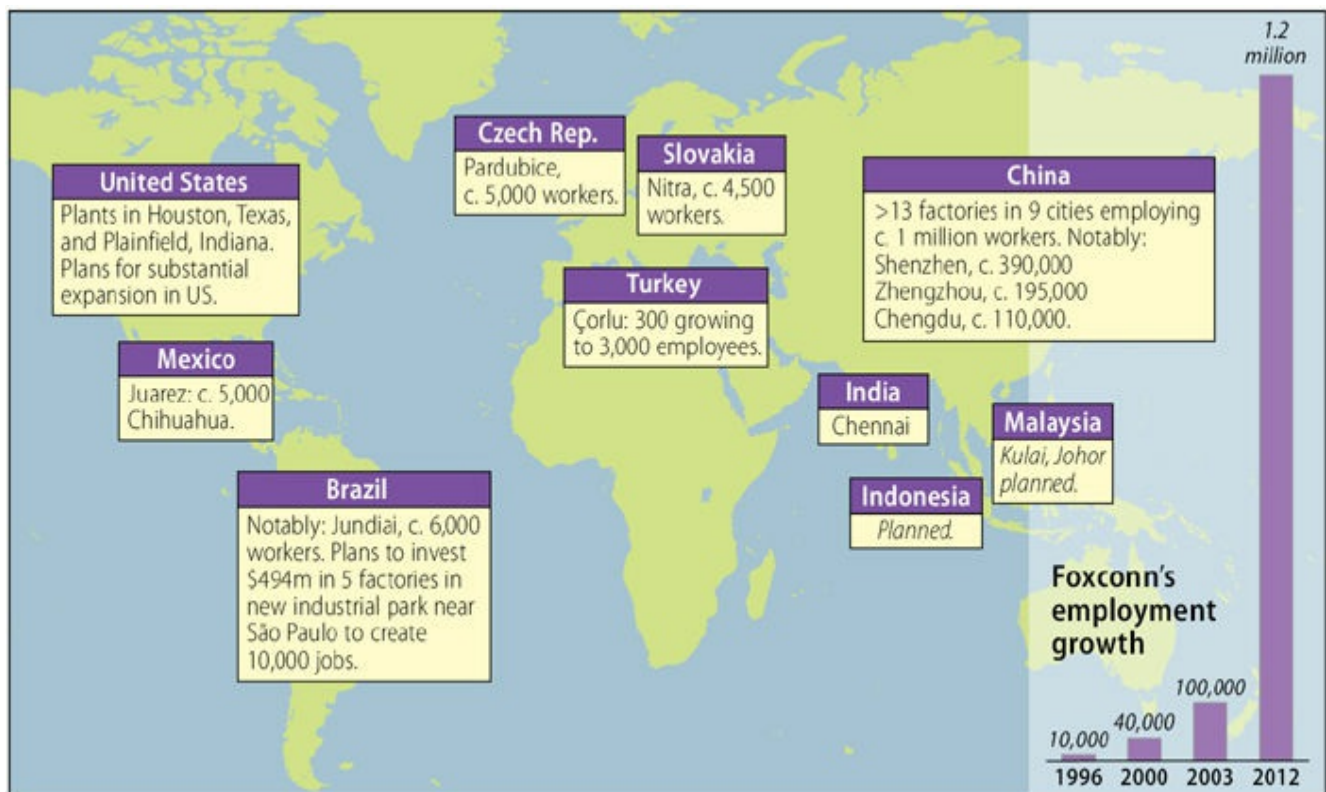 United States
Plants in Houston, Texas,
and Plainfield, Indiana.
Plans for substantial
expansion in US.
Mexico
Juarez: c. 5,000
Chihuahua.
Brazil
Notably: Jundiai, c. 6,000
workers. Plans to invest
$494m in 5 factories in
new industrial park near
São Paulo to create
10,000 jobs.
Czech Rep.
Pardubice,
c. 5,000 workers.
Slovakia
Nitra, c. 4,500
workers.
Turkey
Çorlu: 300 growing
to 3,000 employees.
China
>13 factories in 9 cities employing
c. 1 million workers. Notably:
Shenzhen, c. 390,000
Zhengzhou, c. 195,000
Chengdu, c. 110,000.
India
Chennai
Malaysia
Kulai, Johor
planned.
Indonesia
Planned.
Foxconn's
employment
growth
10,000
40,000
100,000
1.2
million
1996 2000 2003 2012